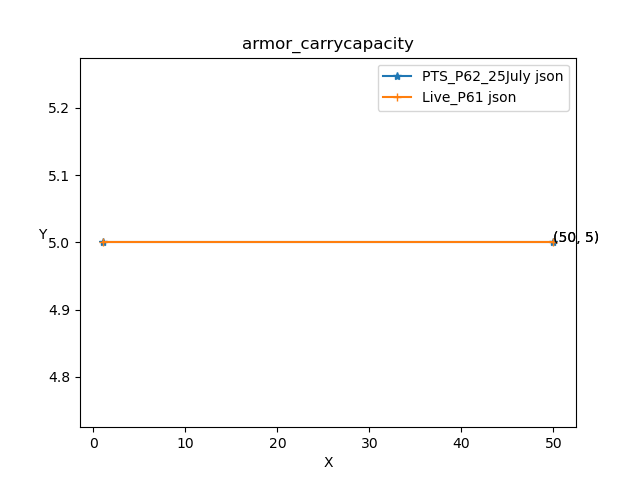 armor_carrycapacity
PTS_P62_25July json
Live_P61 json
5.2
5.1
Y
5.0
(50, 5)
4.9
4.8
0 10 20 30 40 50
X